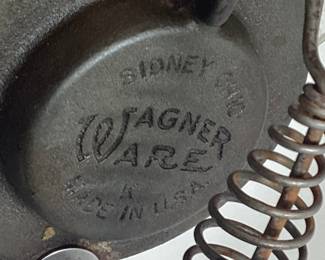 SIDNEY OHIO
WAGNER
WARE
A
MADE IN U.S.A.